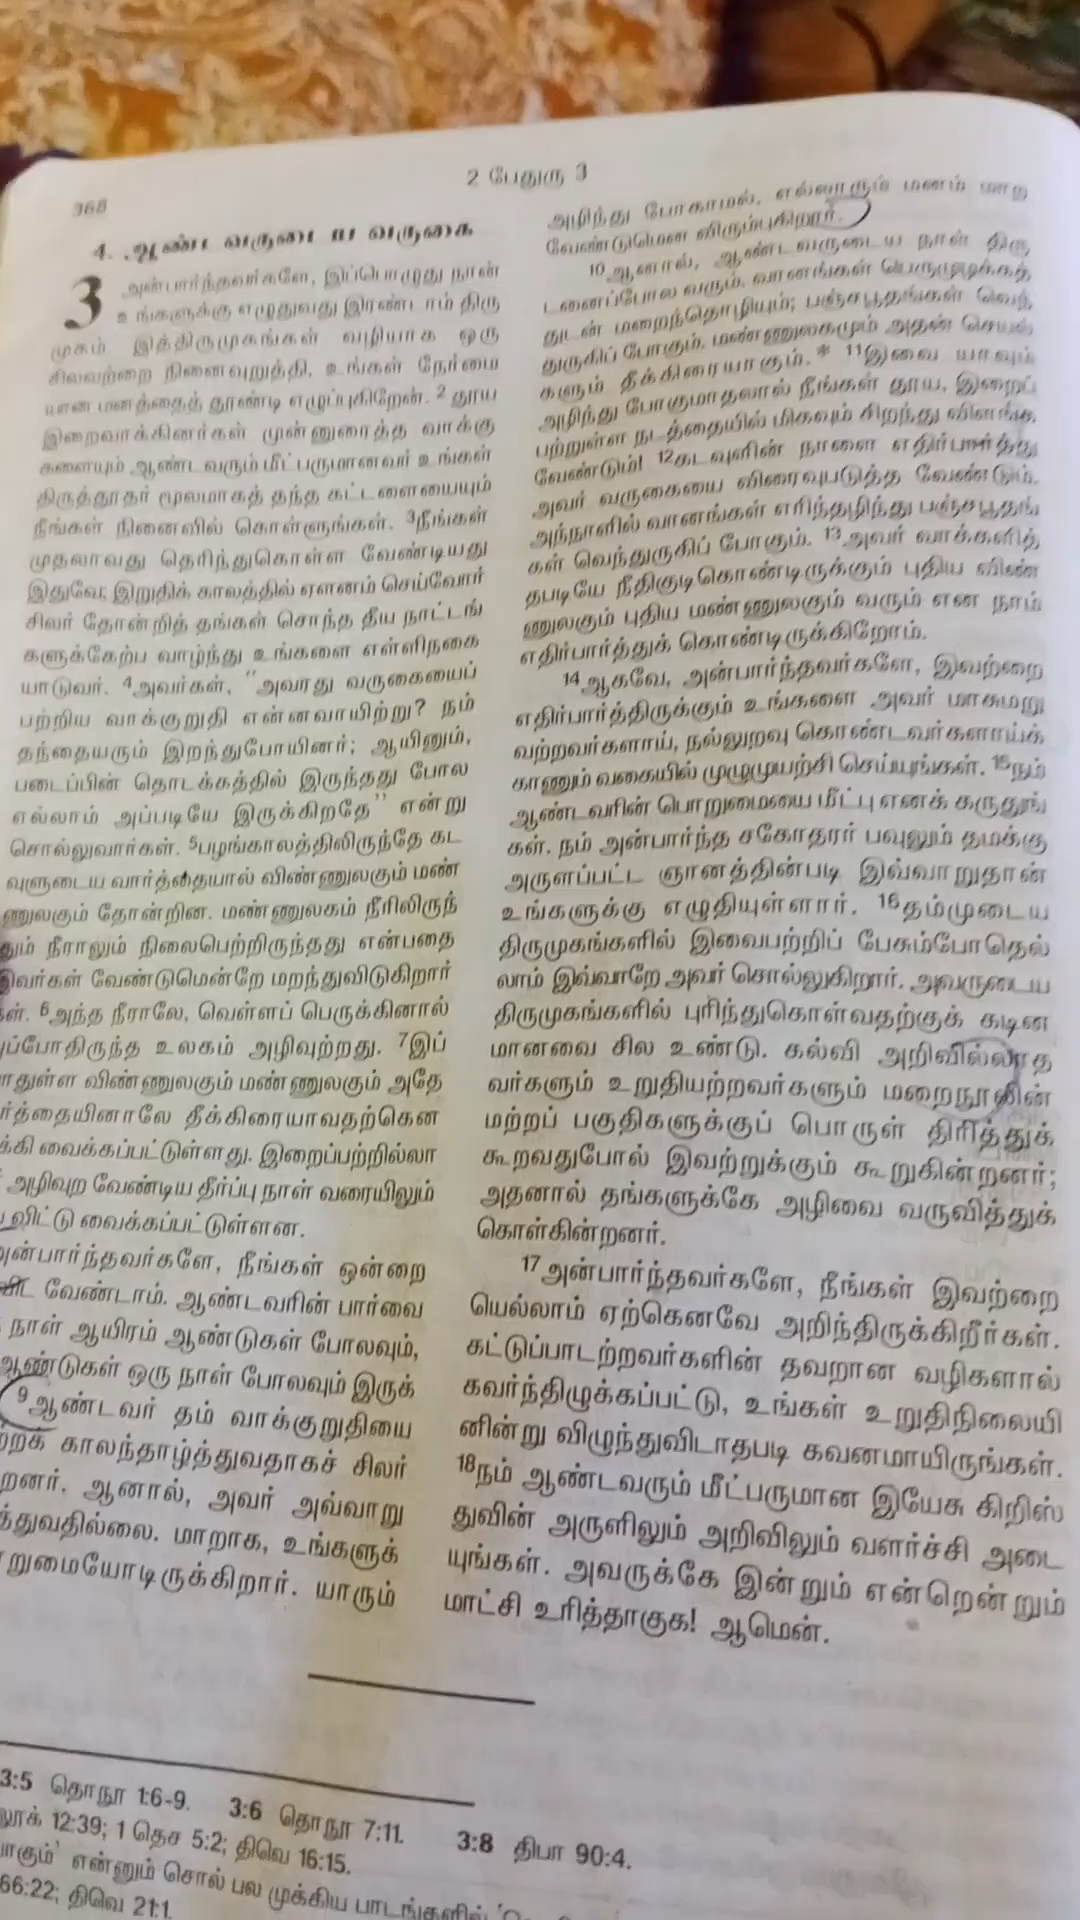 368
2 பேதுரு 3
4. ஆண்டவருடைய வருகை
3 அன்பார்ந்தவர்களே, இப்பொழுது நான்
உங்களுக்கு எழுதுவது இரண்டாம் திரு
முகம் இத்திருமுகங்கள் வழியாக ஒரு
சிலவற்றை நினைவுறுத்தி, உங்கள் நேர்மை
யான மனத்தைத் தூண்டி எழுப்புகிறேன். 2 தூய
இறைவாக்கினர்கள் முன்னுரைத்த வாக்கு
களையும் ஆண்டவரும் மீட்பருமானவர் உங்கள்
திருத்தூதர் மூலமாகத் தந்த கட்டளையையும்
நீங்கள் நினைவில் கொள்ளுங்கள். 3நீங்கள்
முதலாவது தெரிந்துகொள்ள வேண்டியது
இதுவே; இறுதிக் காலத்தில் ஏளனம் செய்வோர்
சிலர் தோன்றித் தங்கள் சொந்த தீய நாட்டங்
களுக்கேற்ப வாழ்ந்து உங்களை எள்ளிநகை
யாடுவர். 4அவர்கள், "அவரது வருகையைப்
பற்றிய வாக்குறுதி என்னவாயிற்று? நம்
தந்தையரும் இறந்துபோயினர்; ஆயினும்,
படைப்பின் தொடக்கத்தில் இருந்தது போல
எல்லாம் அப்படியே இருக்கிறதே" என்று
சொல்லுவார்கள். 5பழங்காலத்திலிருந்தே கட
வுளுடைய வார்த்தையால் விண்ணுலகும் மண்
ணுலகும் தோன்றின. மண்ணுலகம் நீரிலிருந்
தும் நீராலும் நிலைபெற்றிருந்தது என்பதை
இவர்கள் வேண்டுமென்றே மறந்துவிடுகிறார்
கள். 6அந்த நீராலே, வெள்ளப் பெருக்கினால்
அப்போதிருந்த உலகம் அழிவுற்றது. 7இப்
போதுள்ள விண்ணுலகும் மண்ணுலகும் அதே
ர்த்தையினாலே தீக்கிரையாவதற்கென
க்கி வைக்கப்பட்டுள்ளது. இறைப்பற்றில்லா
அழிவுற வேண்டிய தீர்ப்பு நாள் வரையிலும்
விட்டு வைக்கப்பட்டுள்ளன.
அன்பார்ந்தவர்களே, நீங்கள் ஒன்றை
விட வேண்டாம். ஆண்டவரின் பார்வை
நாள் ஆயிரம் ஆண்டுகள் போலவும்,
ஆண்டுகள் ஒரு நாள் போலவும் இருக்
9ஆண்டவர் தம் வாக்குறுதியை
ற்றக் காலந்தாழ்த்துவதாகச் சிலர்
றனர். ஆனால், அவர் அவ்வாறு
த்துவதில்லை. மாறாக, உங்களுக்
றுமையோடிருக்கிறார். யாரும்
அழிந்து போகாமல், எல்லாரும் மனம் மாற
வேண்டுமென விரும்புகிறார்.
10ஆனால், ஆண்டவருடைய நாள் திரு
டனைப்போல வரும். வானங்கள் பெருமுழக்கத்
துடன் மறைந்தொழியும்; பஞ்சபூதங்கள் வெந்
துருகிப் போகும். மண்ணுலகமும் அதன் செயல்
களும் தீக்கிரையாகும்.* 11இவை யாவும்
அழிந்து போகுமாதலால் நீங்கள் தூய, இறைப்
பற்றுள்ள நடத்தையில் மிகவும் சிறந்து விளங்க
வேண்டும்! 12கடவுளின் நாளை எதிர்பார்த்து
அவர் வருகையை விரைவுபடுத்த வேண்டும்.
அந்நாளில் வானங்கள் எரிந்தழிந்து பஞ்சபூதங்
கள் வெந்துருகிப் போகும். 13அவர் வாக்களித்
தபடியே நீதிகுடிகொண்டிருக்கும் புதிய விண்
ணுலகும் புதிய மண்ணுலகும் வரும் என நாம்
எதிர்பார்த்துக் கொண்டிருக்கிறோம்.
14ஆகவே, அன்பார்ந்தவர்களே, இவற்றை
எதிர்பார்த்திருக்கும் உங்களை அவர் மாசுமறு
வற்றவர்களாய், நல்லுறவு கொண்டவர்களாய்க்
காணும் வகையில் முழுமுயற்சி செய்யுங்கள். 15நம்
ஆண்டவரின் பொறுமையை மீட்பு எனக் கருதுங்
கள். நம் அன்பார்ந்த சகோதரர் பவுலும் தமக்கு
அருளப்பட்ட ஞானத்தின்படி இவ்வாறுதான்
உங்களுக்கு எழுதியுள்ளார். 16தம்முடைய
திருமுகங்களில் இவைபற்றிப் பேசும்போதெல்
லாம் இவ்வாறே அவர் சொல்லுகிறார். அவருடைய
திருமுகங்களில் புரிந்துகொள்வதற்குக் கடின
மானவை சில உண்டு. கல்வி அறிவில்லாத
வர்களும் உறுதியற்றவர்களும் மறைநூலின்
மற்றப் பகுதிகளுக்குப் பொருள் திரித்துக்
கூறவதுபோல் இவற்றுக்கும் கூறுகின்றனர்;
அதனால் தங்களுக்கே அழிவை வருவித்துக்
கொள்கின்றனர்.
17அன்பார்ந்தவர்களே, நீங்கள் இவற்றை
யெல்லாம் ஏற்கெனவே அறிந்திருக்கிறீர்கள்.
கட்டுப்பாடற்றவர்களின் தவறான வழிகளால்
கவர்ந்திழுக்கப்பட்டு, உங்கள் உறுதிநிலையி
னின்று விழுந்துவிடாதபடி கவனமாயிருங்கள்.
18நம் ஆண்டவரும் மீட்பருமான இயேசு கிறிஸ்
துவின் அருளிலும் அறிவிலும் வளர்ச்சி அடை
யுங்கள். அவருக்கே இன்றும் என்றென்றும்
மாட்சி உரித்தாகுக! ஆமென்.
3:5 தொநூ 1:6-9. 3:6 தொநூ 7:11. 3:8 திபா 90:4.
லூக் 12:39; 1 தெச 5:2; திவெ 16:15.
பாகும்' என்னும் சொல் பல முக்கிய பாடங்களில்
66:22; திவெ 21:1.